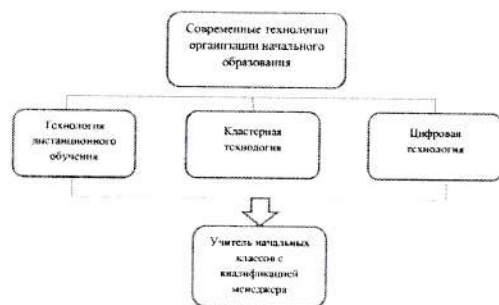 Современные технологии
организации начального
образования
Технология
дистанционного
обучения
Кластерная
технология
Цифровая
технология
Учитель начальных
классов с
квалификацией
менеджера